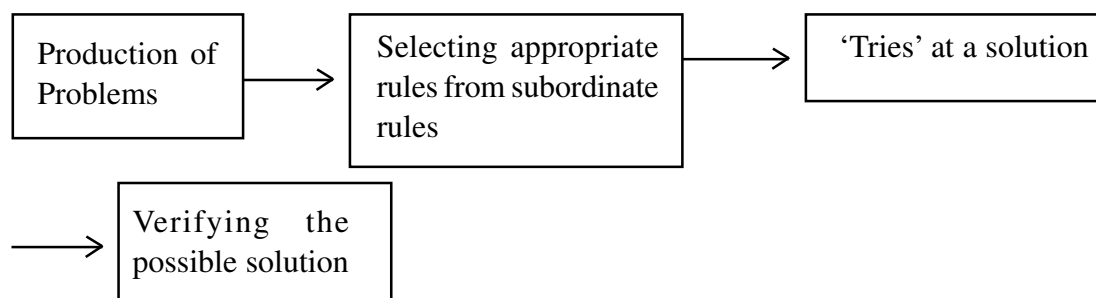 Production of
Problems
Selecting appropriate
rules from subordinate
rules
‘Tries’ at a solution
Verifying the
possible solution